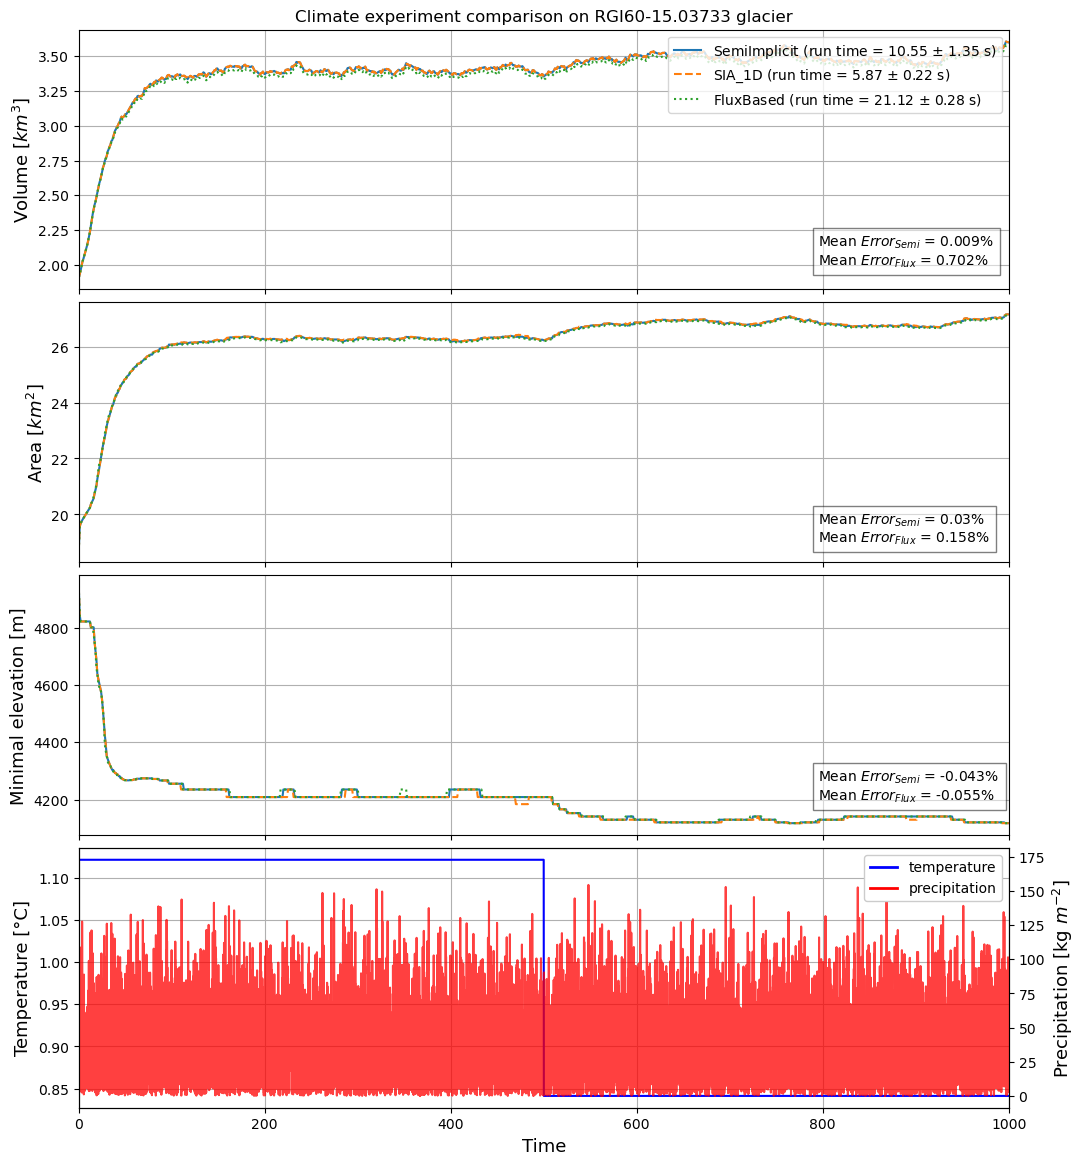 Climate experiment comparison on RGI60-15.03733 glacier
Volume [km³]
3.50
3.25
3.00
2.75
2.50
2.25
2.00
SemiImplicit (run time = 10.55 ± 1.35 s)
SIA_1D (run time = 5.87 ± 0.22 s)
FluxBased (run time = 21.12 ± 0.28 s)
Mean Error_Semi = 0.009%
Mean Error_Flux = 0.702%
Area [km²]
26
24
22
20
Mean Error_Semi = 0.03%
Mean Error_Flux = 0.158%
Minimal elevation [m]
4800
4600
4400
4200
Mean Error_Semi = -0.043%
Mean Error_Flux = -0.055%
Temperature [°C]
1.10
1.05
1.00
0.95
0.90
0.85
temperature
precipitation
175
150
125
100
75
50
25
0
Precipitation [kg m⁻²]
0
200
400
600
800
1000
Time